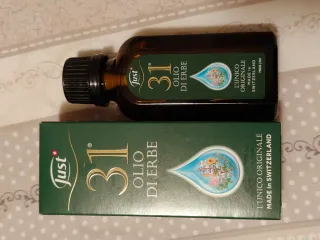 Just
31®
OLIO
DI ERBE
L'UNICO
ORIGINALE
MADE IN
SWITZERLAND
Just
31®
OLIO
DI ERBE
L'UNICO ORIGINALE
MADE IN SWITZERLAND